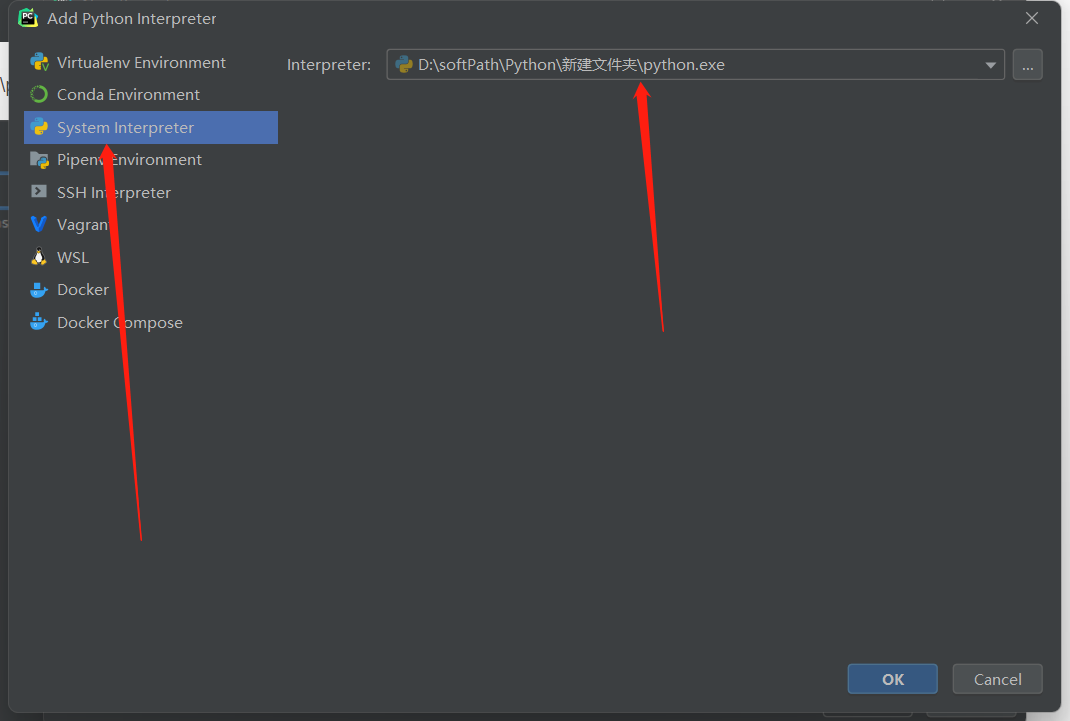 Add Python Interpreter
Virtualenv Environment
Conda Environment
System Interpreter
Pipenv Environment
SSH Interpreter
Vagrant
WSL
Docker
Docker Compose
Interpreter:
D:\softPath\Python\新建文件夹\python.exe
...
OK
Cancel